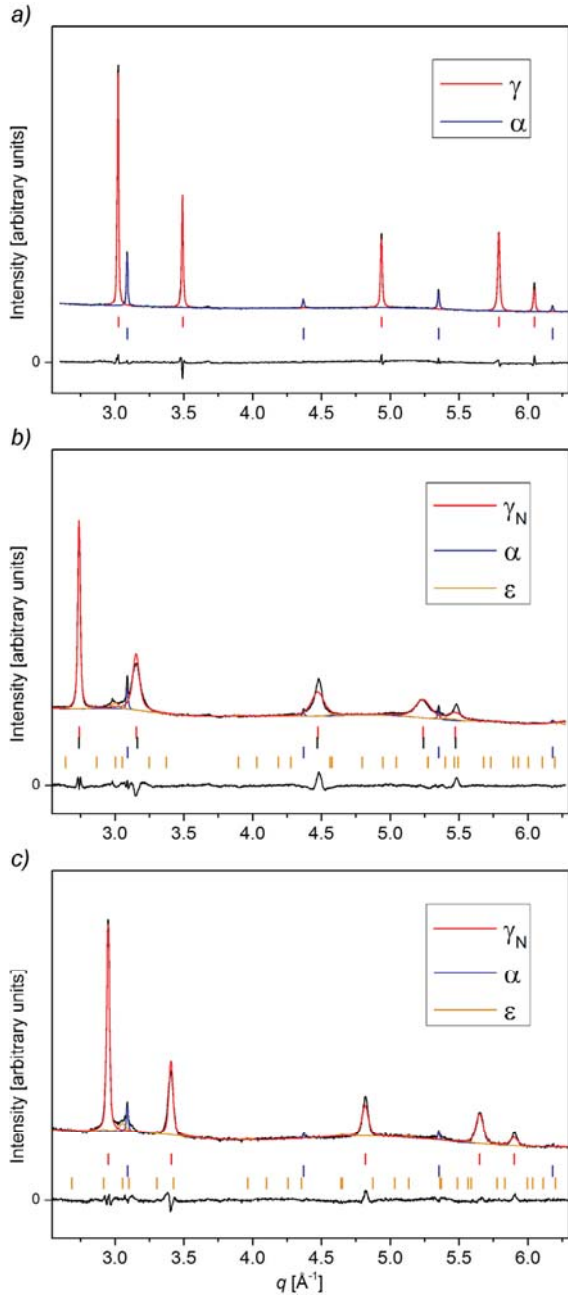 a)
Intensity [arbitrary units]
γ
α
0
3.0 3.5 4.0 4.5 5.0 5.5 6.0
b)
Intensity [arbitrary units]
γN
α
ε
0
3.0 3.5 4.0 4.5 5.0 5.5 6.0
c)
Intensity [arbitrary units]
γN
α
ε
0
3.0 3.5 4.0 4.5 5.0 5.5 6.0
q [Å⁻¹]